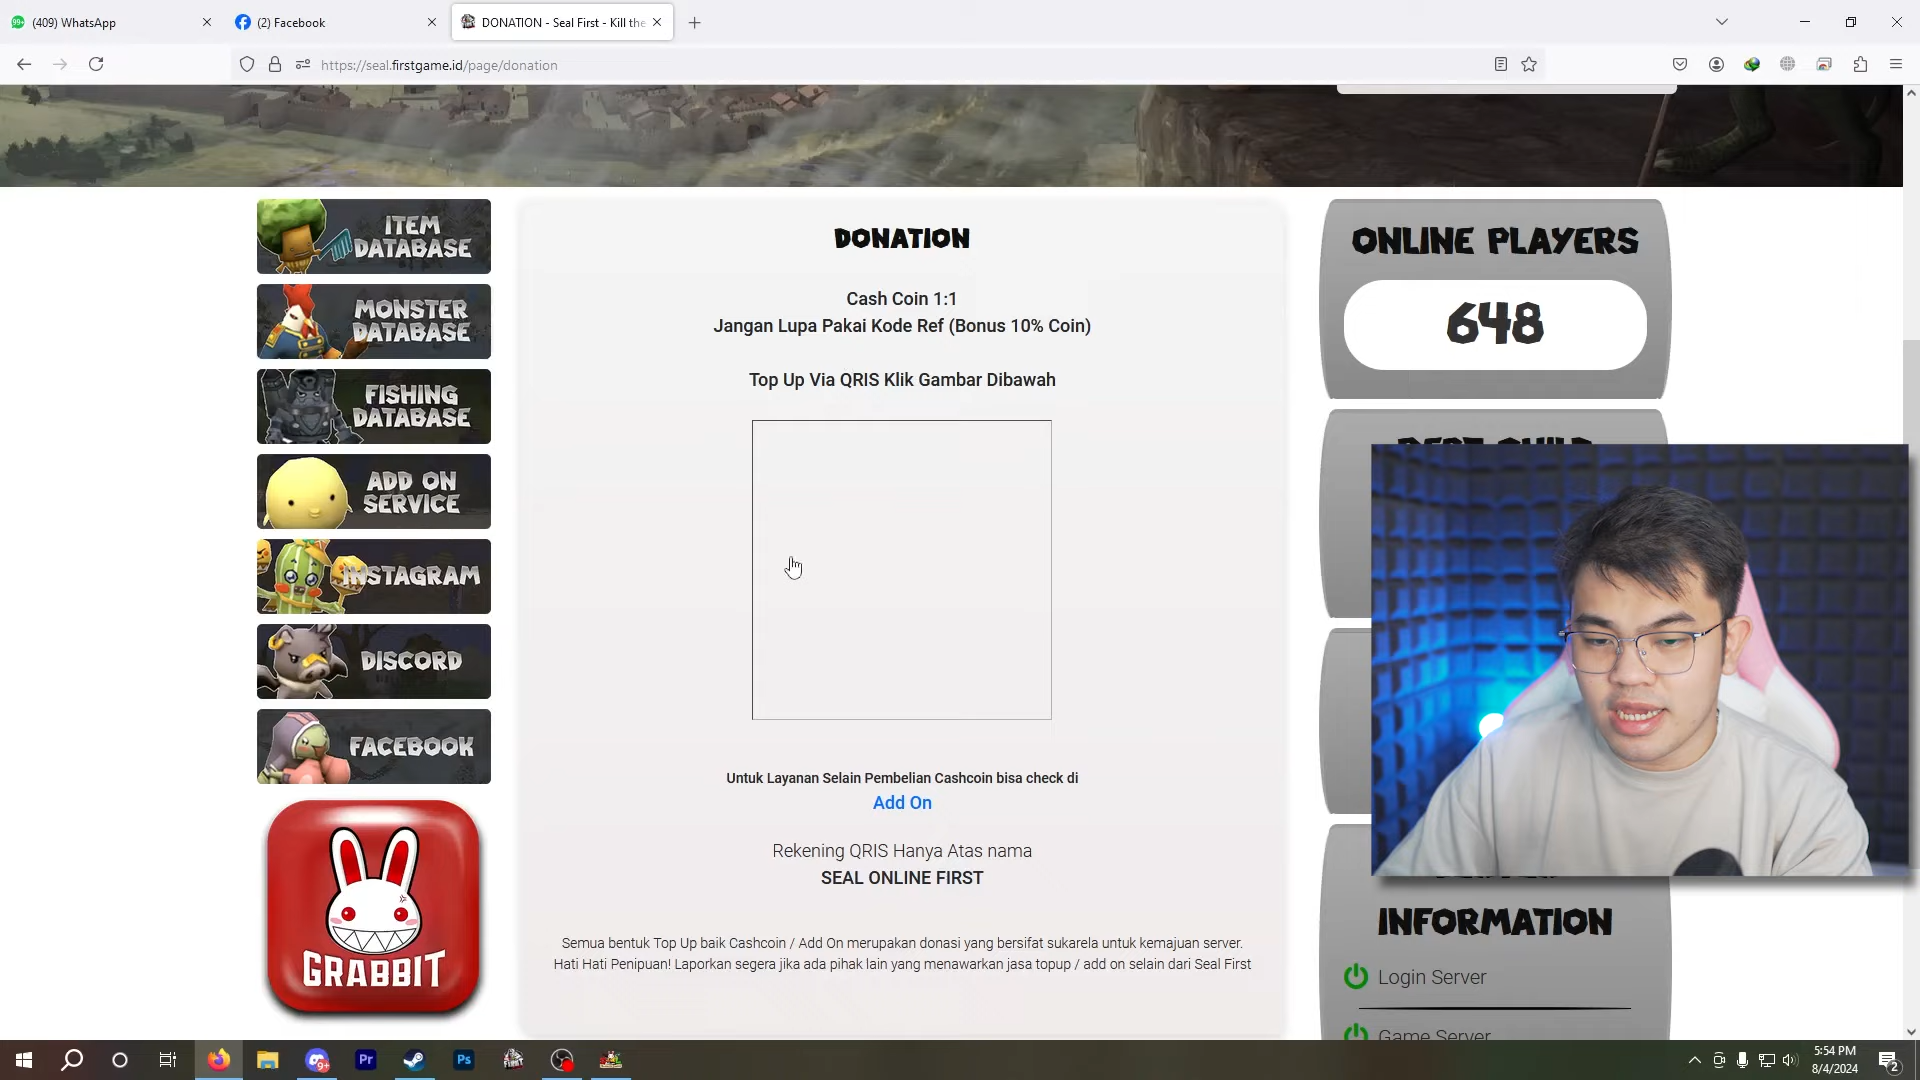 (409) WhatsApp
(2) Facebook
DONATION - Seal First - Kill the
https://seal.firstgame.id/page/donation
ITEM
DATABASE
MONSTER
DATABASE
FISHING
DATABASE
ADD ON
SERVICE
INSTAGRAM
DISCORD
FACEBOOK
GRABBIT
DONATION
Cash Coin 1:1
Jangan Lupa Pakai Kode Ref (Bonus 10% Coin)
Top Up Via QRIS Klik Gambar Dibawah
Untuk Layanan Selain Pembelian Cashcoin bisa check di
Add On
Rekening QRIS Hanya Atas nama
SEAL ONLINE FIRST
Semua bentuk Top Up baik Cashcoin / Add On merupakan donasi yang bersifat sukarela untuk kemajuan server.
Hati Hati Penipuan! Laporkan segera jika ada pihak lain yang menawarkan jasa topup / add on selain dari Seal First
ONLINE PLAYERS
648
BEST GUILD
INFORMATION
Login Server
Game Server
Pr
Ps
5:54 PM
8/4/2024
2